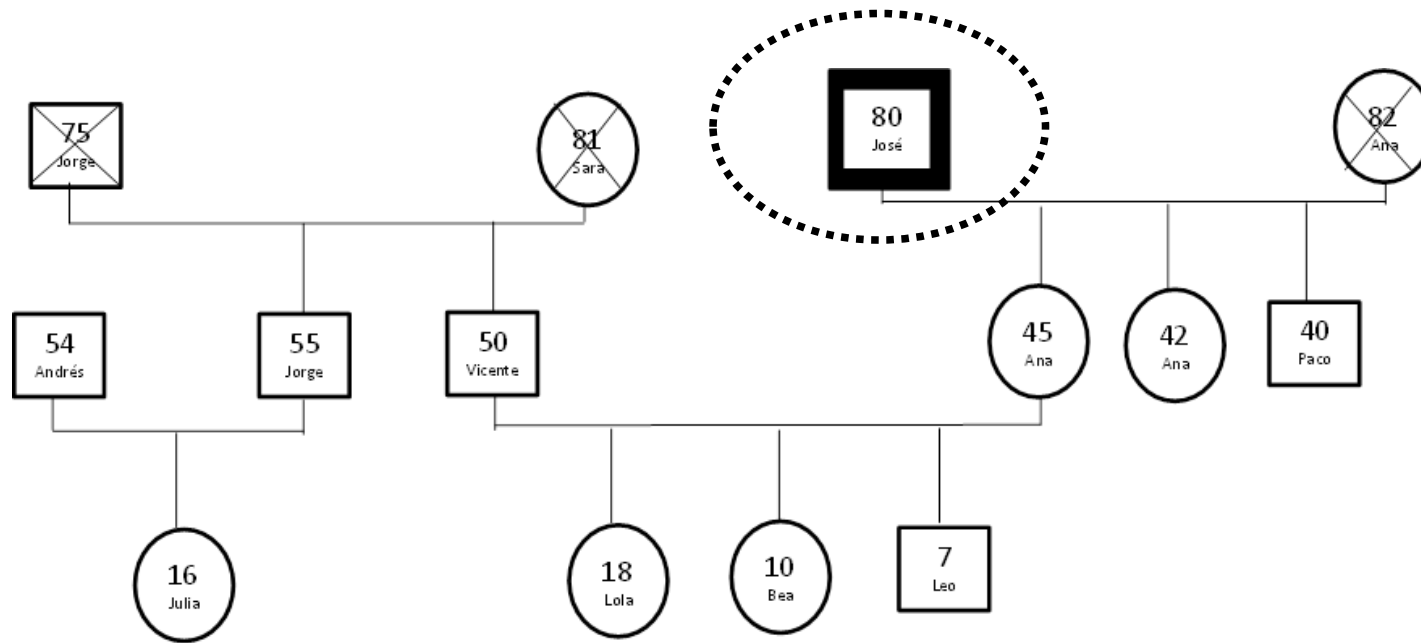 75
Jorge
81
Sara
80
José
82
Ana
54
Andrés
55
Jorge
50
Vicente
45
Ana
42
Ana
40
Paco
16
Julia
18
Lola
10
Bea
7
Leo